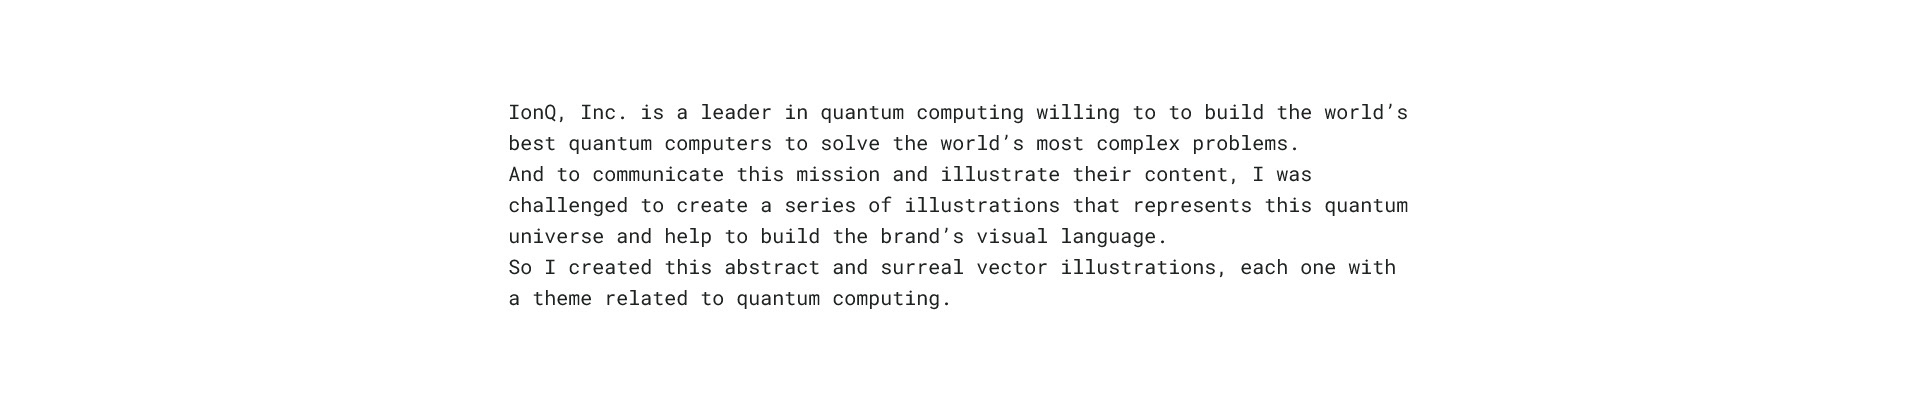 IonQ, Inc. is a leader in quantum computing willing to to build the world’s
best quantum computers to solve the world’s most complex problems.
And to communicate this mission and illustrate their content, I was
challenged to create a series of illustrations that represents this quantum
universe and help to build the brand’s visual language.
So I created this abstract and surreal vector illustrations, each one with
a theme related to quantum computing.